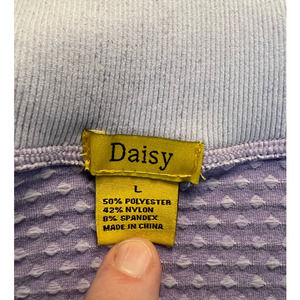 Daisy
L
50% POLYESTER
42% NYLON
8% SPANDEX
MADE IN CHINA